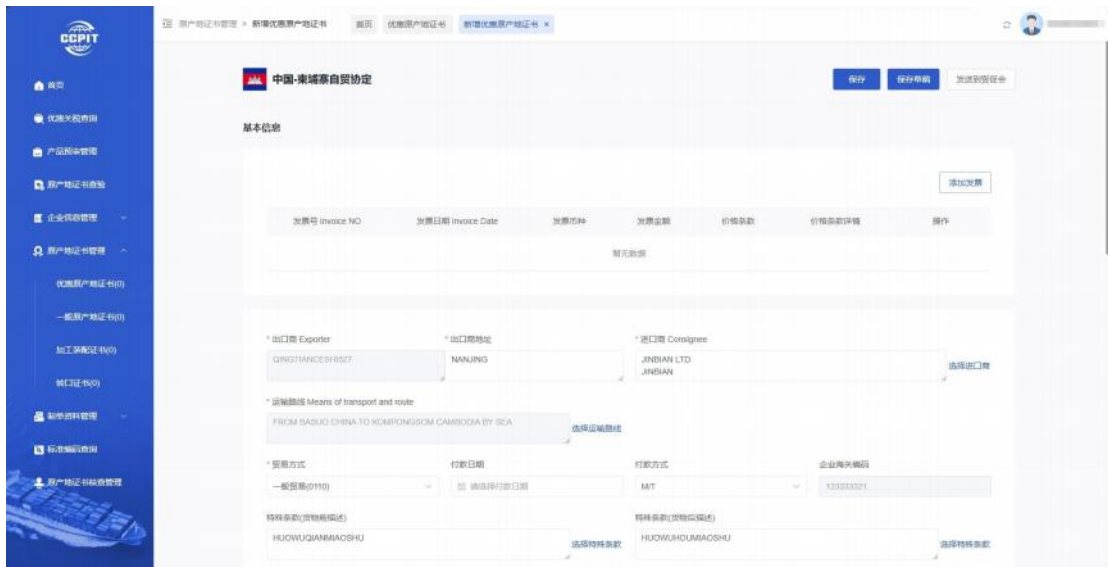 CCPIT
原产地证书管理 > 新增优惠原产地证书
首页
优惠原产地证书
新增优惠原产地证书 ×
首页
优惠关税查询
产品预审管理
原产地证书查验
企业信息管理
原产地证书管理
优惠原产地证书(0)
一般原产地证书(0)
加工装配证书(0)
转口证书(0)
制单资料管理
标准编码查询
原产地证书核查管理
中国-柬埔寨自贸协定
保存
保存草稿
发送到贸促会
基本信息
添加发票
发票号 Invoice NO 发票日期 Invoice Date 发票币种 发票金额 价格条款 价格条款详情 操作
暂无数据
* 出口商 Exporter * 出口商地址 * 进口商 Consignee
QINGTIANCESHI527 NANJING JINBIAN LTD
JINBIAN
选择进口商
* 运输路线 Means of transport and route
FROM BAISUO CHINA TO KOMPONGSOM CAMBODIA BY SEA
选择运输路线
* 贸易方式 付款日期 付款方式 企业海关编码
一般贸易(0110) 请选择付款日期 M/T 123333321
特殊条款(货物前描述) 特殊条款(货物后描述)
HUOWUQIANMIAOSHU 选择特殊条款 HUOWUHOUMIAOSHU 选择特殊条款